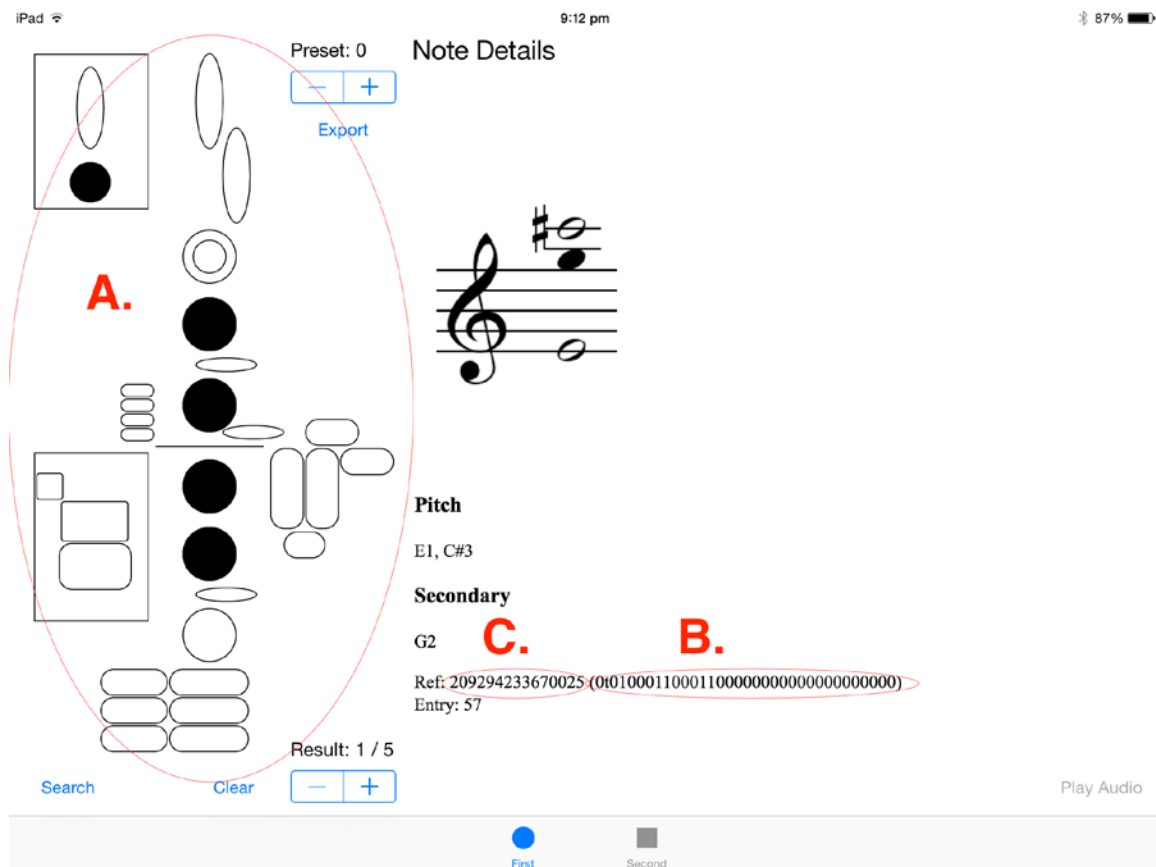 iPad
9:12 pm
87%
Preset: 0
Note Details
− +
Export
A.
Pitch
E1, C#3
Secondary
G2
C.
B.
Ref: 209294233670025 (0t01000110001100000000000000000000)
Entry: 57
Result: 1 / 5
Search
Clear
− +
Play Audio
First
Second